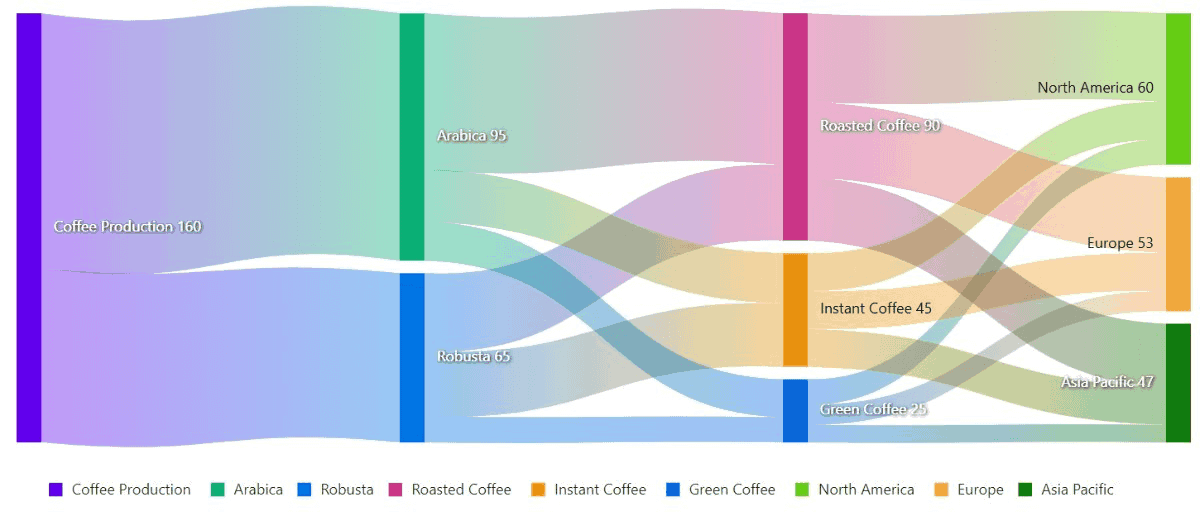 North America 60
Arabica 95
Roasted Coffee 90
Coffee Production 160
Europe 53
Instant Coffee 45
Robusta 65
Asia Pacific 47
Green Coffee 25
Coffee Production Arabica Robusta Roasted Coffee Instant Coffee Green Coffee North America Europe Asia Pacific